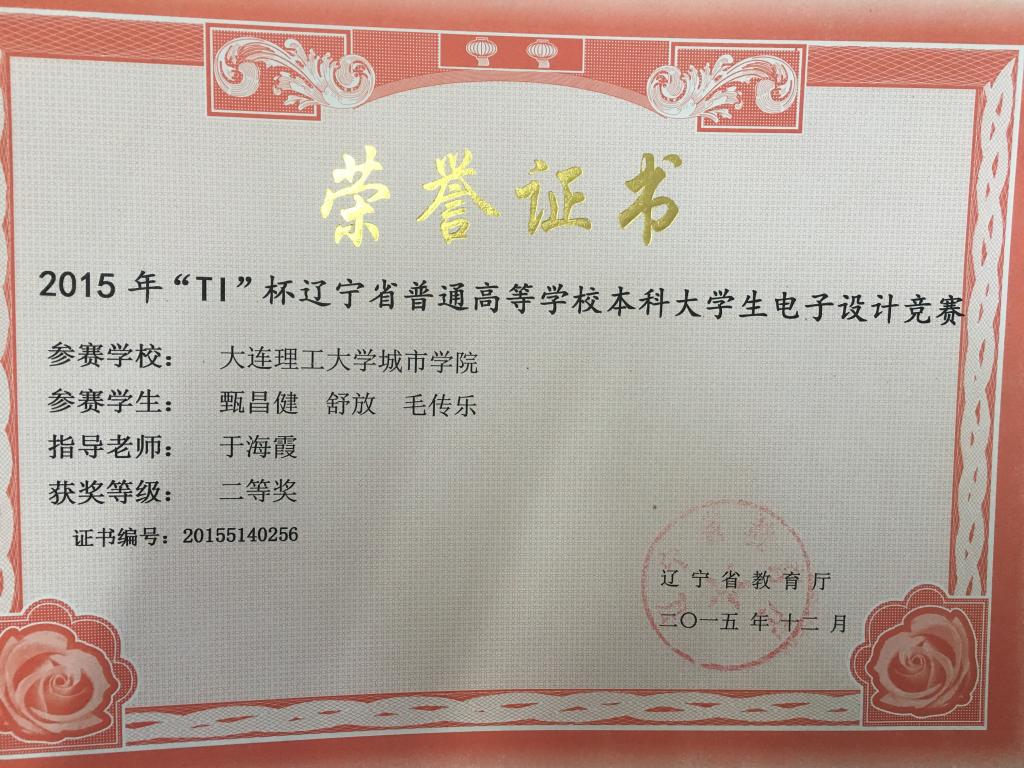 荣誉证书
2015 年“TI”杯辽宁省普通高等学校本科大学生电子设计竞赛
参赛学校： 大连理工大学城市学院
参赛学生： 甄昌健 舒放 毛传乐
指导老师： 于海霞
获奖等级： 二等奖
证书编号：20155140256
辽宁省教育厅
二〇一五年十二月